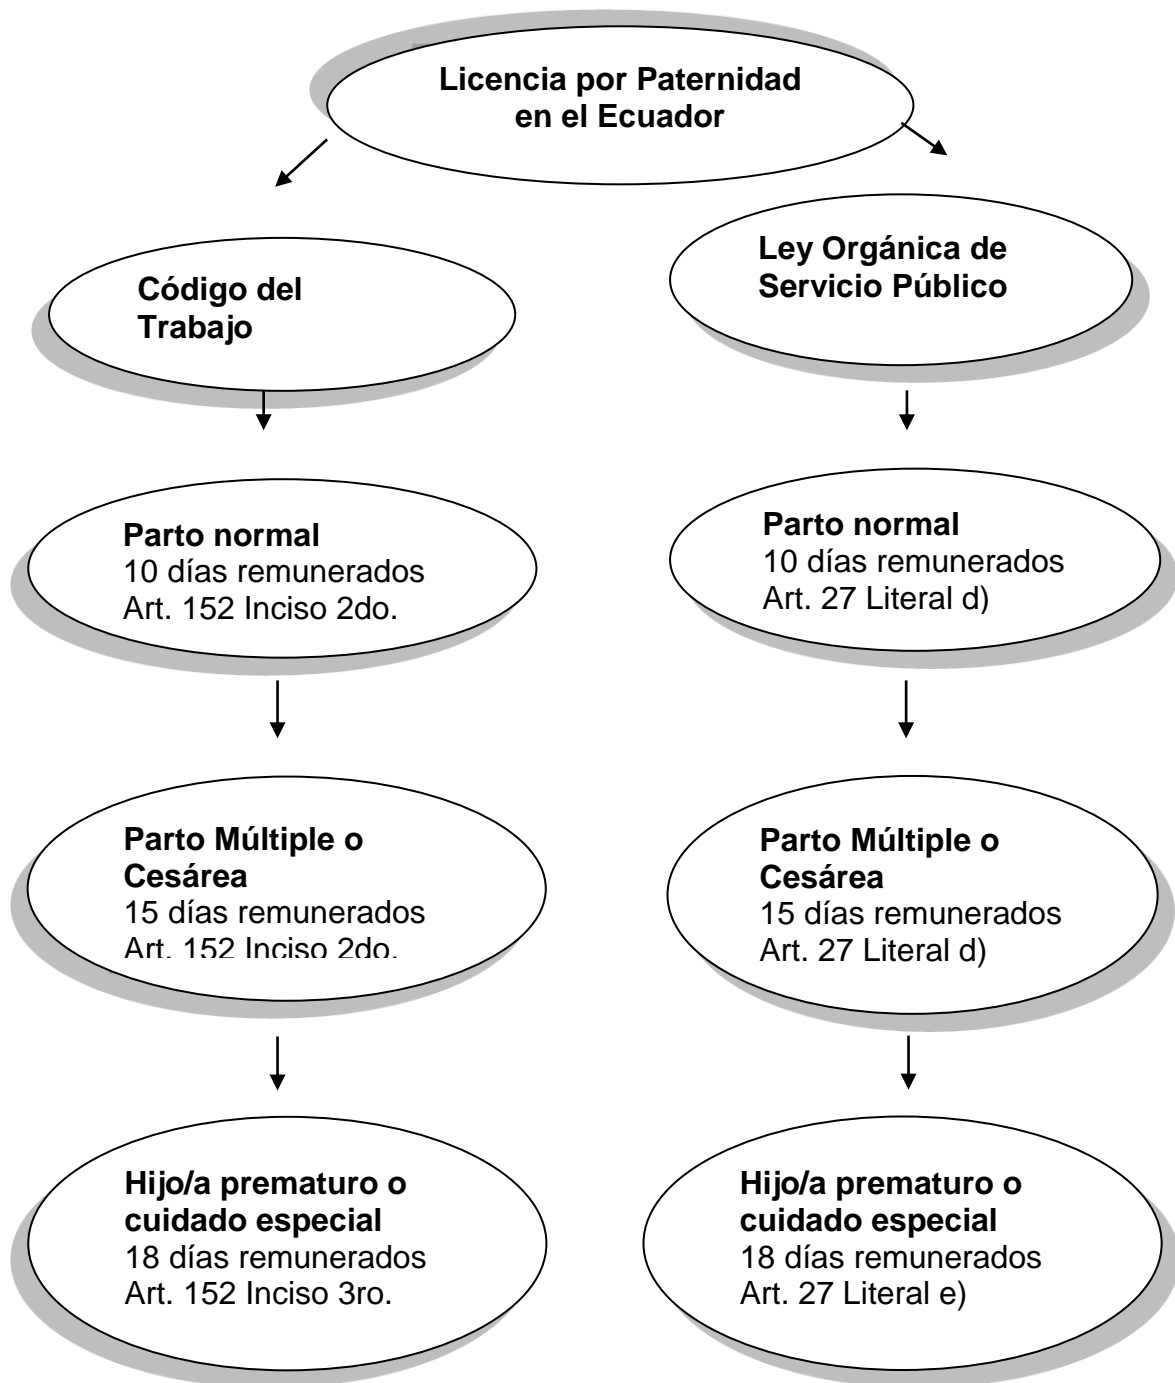 Licencia por Paternidad
en el Ecuador
Ley Orgánica de
Servicio Público
Código del
Trabajo
Parto normal
10 días remunerados
Art. 152 Inciso 2do.
Parto normal
10 días remunerados
Art. 27 Literal d)
Parto Múltiple o
Cesárea
15 días remunerados
Art. 152 Inciso 2do.
Parto Múltiple o
Cesárea
15 días remunerados
Art. 27 Literal d)
Hijo/a prematuro o
cuidado especial
18 días remunerados
Art. 152 Inciso 3ro.
Hijo/a prematuro o
cuidado especial
18 días remunerados
Art. 27 Literal e)